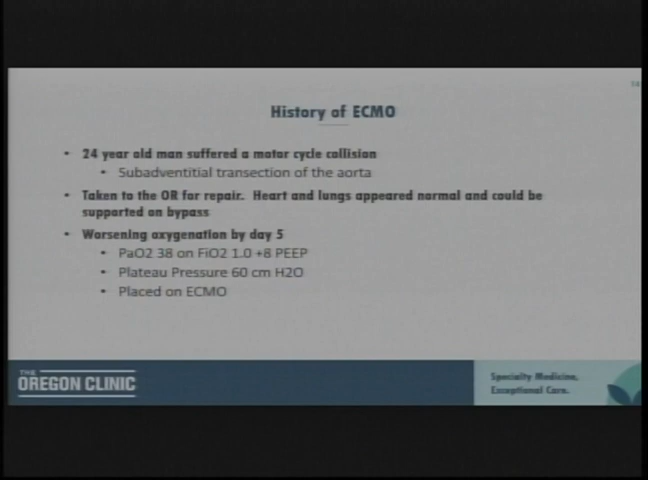 History of ECMO
• 24 year old man suffered a motor cycle collision
• Subadventitial transection of the aorta
• Taken to the OR for repair. Heart and lungs appeared normal and could be
supported on bypass
• Worsening oxygenation by day 5
• PaO2 38 on FiO2 1.0 +8 PEEP
• Plateau Pressure 60 cm H2O
• Placed on ECMO
THE
OREGON CLINIC
Specialty Medicine,
Exceptional Care.